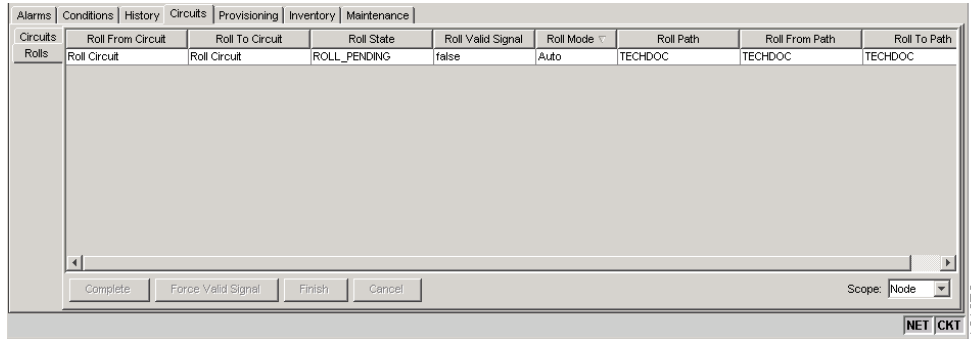 Alarms Conditions History Circuits Provisioning Inventory Maintenance
Circuits Roll From Circuit Roll To Circuit Roll State Roll Valid Signal Roll Mode Roll Path Roll From Path Roll To Path
Rolls Roll Circuit Roll Circuit ROLL_PENDING false Auto TECHDOC TECHDOC TECHDOC
Complete Force Valid Signal Finish Cancel Scope: Node
NET CKT